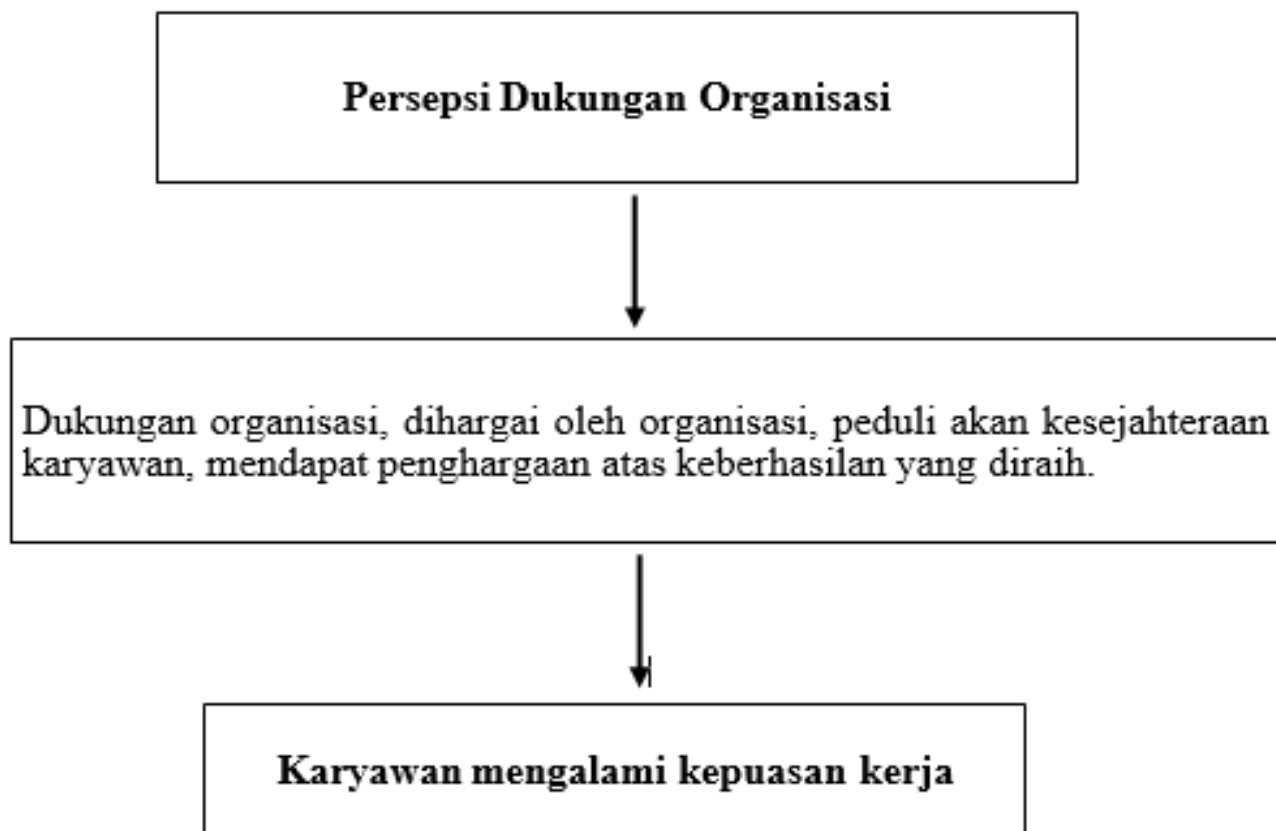 Persepsi Dukungan Organisasi
Dukungan organisasi, dihargai oleh organisasi, peduli akan kesejahteraan
karyawan, mendapat penghargaan atas keberhasilan yang diraih.
Karyawan mengalami kepuasan kerja